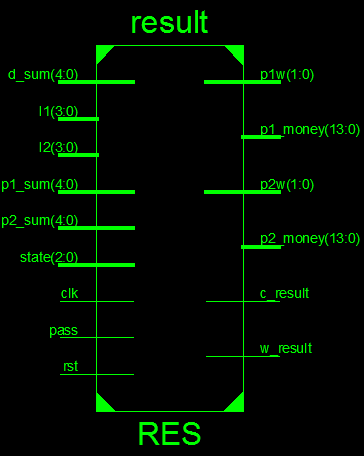 result
d_sum(4:0)
l1(3:0)
l2(3:0)
p1_sum(4:0)
p2_sum(4:0)
state(2:0)
clk
pass
rst
p1w(1:0)
p1_money(13:0)
p2w(1:0)
p2_money(13:0)
c_result
w_result
RES